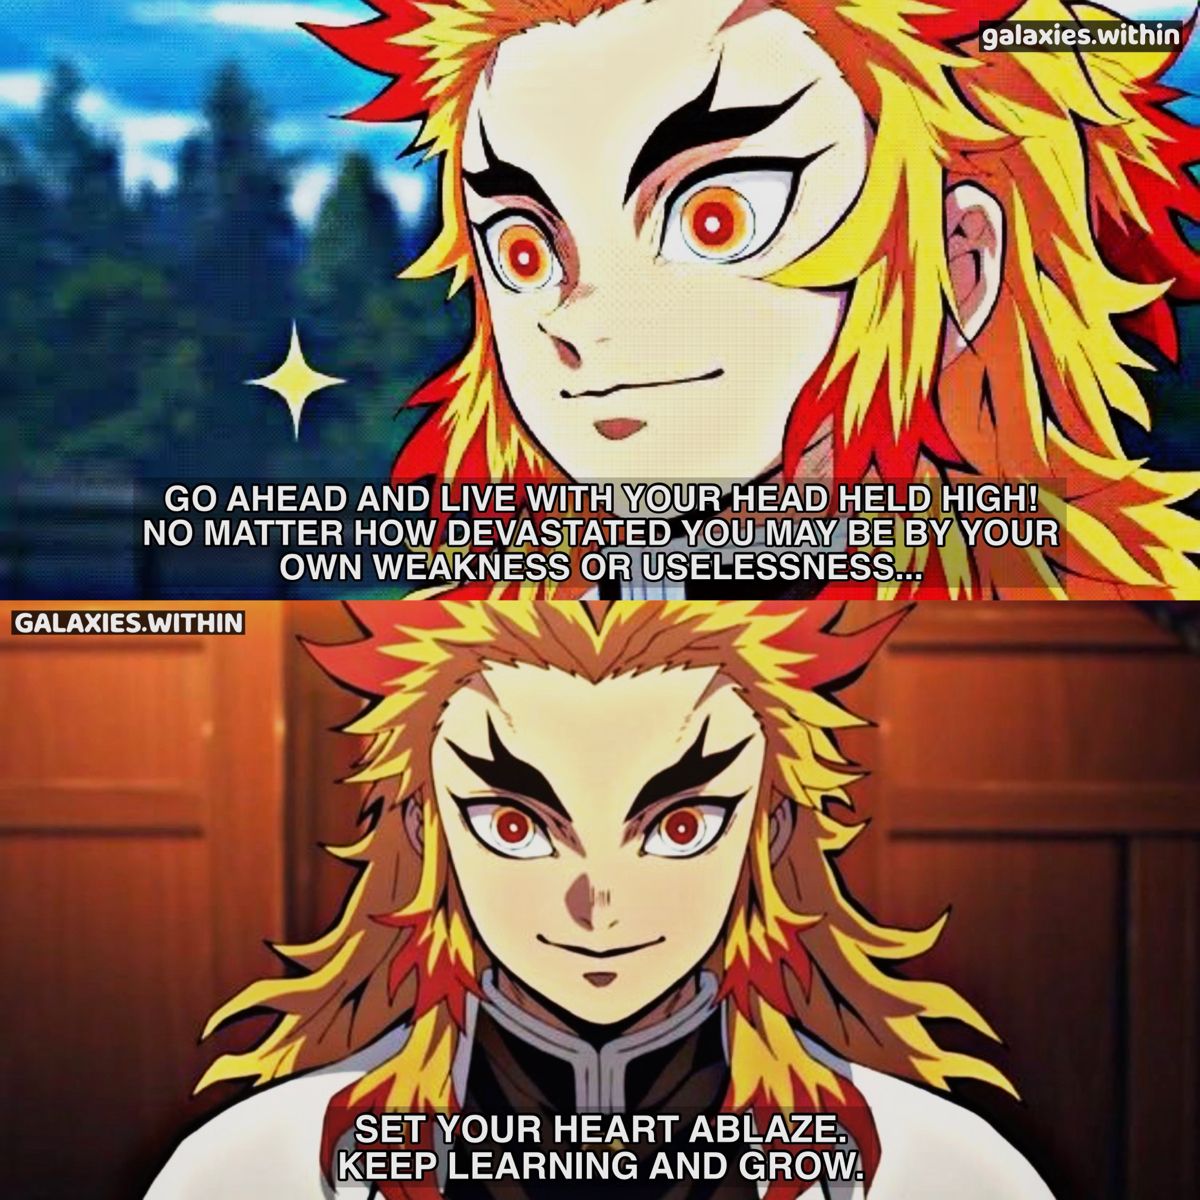 galaxies.within
GO AHEAD AND LIVE WITH YOUR HEAD HELD HIGH!
NO MATTER HOW DEVASTATED YOU MAY BE BY YOUR
OWN WEAKNESS OR USELESSNESS...
GALAXIES.WITHIN
SET YOUR HEART ABLAZE.
KEEP LEARNING AND GROW.